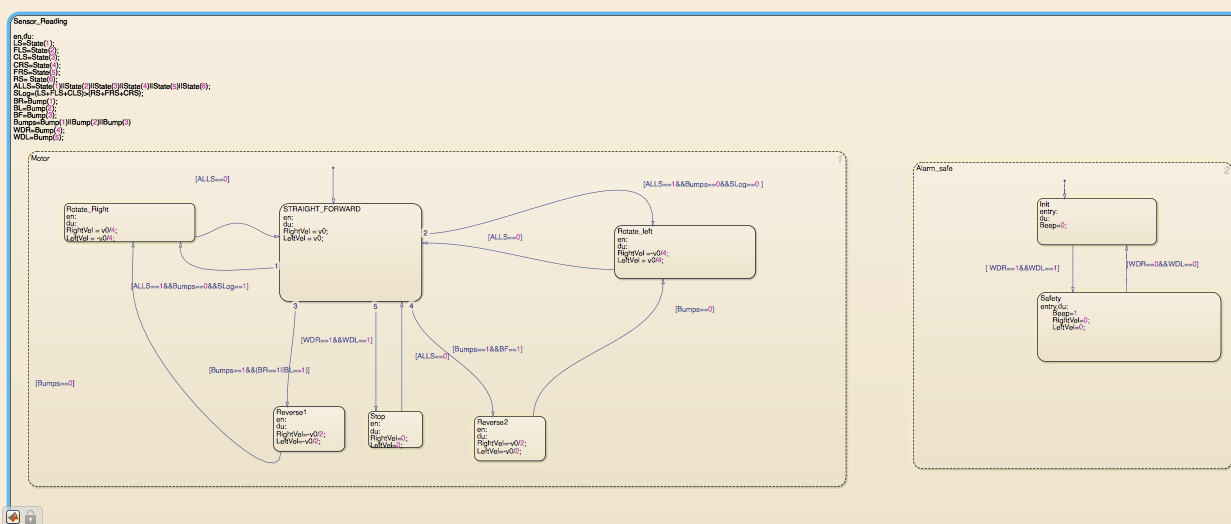 Sensor_Reading
en,du:
LS=State(1);
FLS=State(2);
CLS=State(3);
CRS=State(4);
FRS=State(5);
RS= State(6);
ALLS=State(1)||State(2)||State(3)||State(4)||State(5)||State(6);
SLog=(LS+FLS+CLS)>(RS+FRS+CRS);
BR=Bump(1);
BL=Bump(2);
BF=Bump(3);
Bumps=Bump(1)||Bump(2)||Bump(3)
WDR=Bump(4);
WDL=Bump(5);
Motor
1
[ALLS==0]
Rotate_Right
en:
du:
RightVel = v0/4;
LeftVel = -v0/4;
STRAIGHT_FORWARD
en:
du:
RightVel = v0;
LeftVel = v0;
[ALLS==1&&Bumps==0&&SLog==0 ]
2
[ALLS==0]
Rotate_left
en:
du:
RightVel =-v0/4;
LeftVel = v0/4;
1
[ALLS==1&&Bumps==0&&SLog==1]
3
5
4
[Bumps==0]
[WDR==1&&WDL==1]
[ALLS==0]
[Bumps==1&&BF==1]
[Bumps==1&&(BR==1||BL==1)]
[Bumps==0]
Reverse1
en:
du:
RightVel=-v0/2;
LeftVel=-v0/2;
Stop
en:
du:
RightVel=0;
LeftVel=0;
Reverse2
en:
du:
RightVel=-v0/2;
LeftVel=-v0/2;
Alarm_safe
2
Init
entry:
du:
Beep=0;
[ WDR==1&&WDL==1]
[WDR==0&&WDL==0]
Safety
entry,du:
Beep=1
RightVel=0;
LeftVel=0;